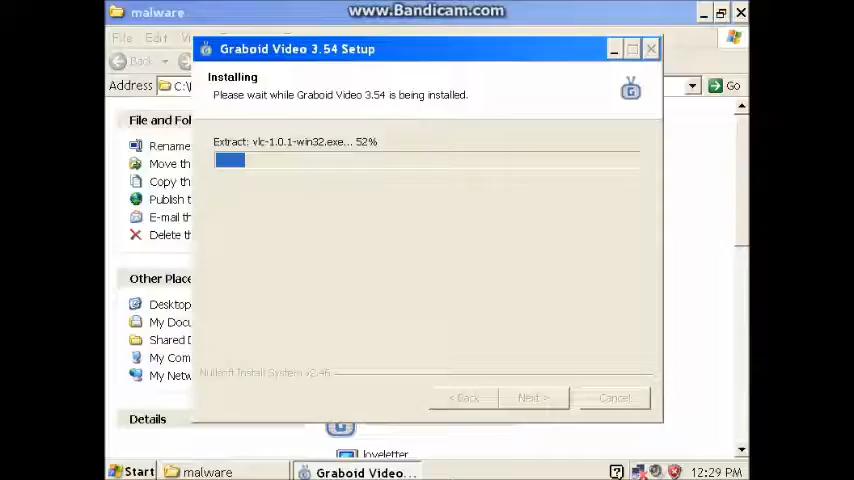 malware
www.Bandicam.com
File Edit
Graboid Video 3.54 Setup
Back
Installing
Please wait while Graboid Video 3.54 is being installed.
G
Address C:\
Go
File and Fol
Extract: vlc-1.0.1-win32.exe... 52%
Rename
Move th
Copy th
Publish t
E-mail th
Delete th
Other Place
Desktop
My Docu
Shared D
My Com
My Netw
Nullsoft Install System v2.46
< Back
Next >
Cancel
Details
loveletter
Start
malware
Graboid Video...
12:29 PM